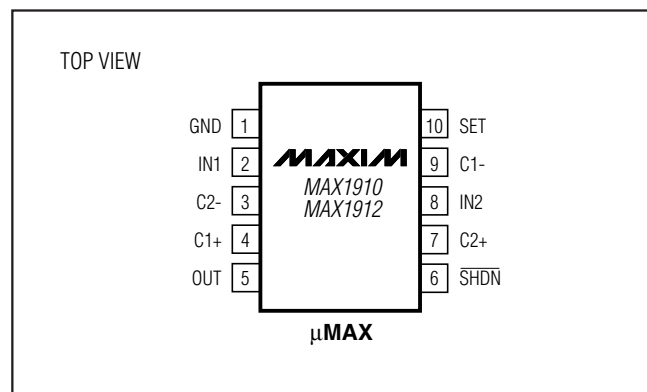 TOP VIEW
GND 1
IN1 2
C2- 3
C1+ 4
OUT 5
MAXIM
MAX1910
MAX1912
10 SET
9 C1-
8 IN2
7 C2+
6 SHDN
µMAX